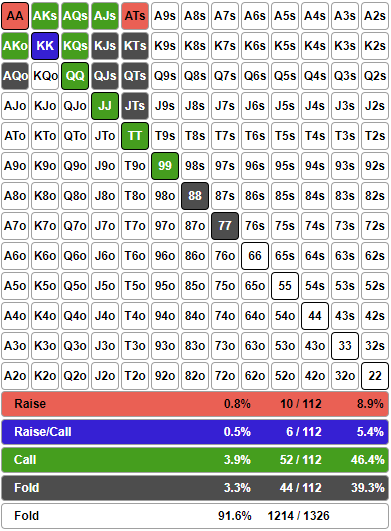 AA AKs AQs AJs ATs A9s A8s A7s A6s A5s A4s A3s A2s
AKo KK KQs KJs KTs K9s K8s K7s K6s K5s K4s K3s K2s
AQo KQo QQ QJs QTs Q9s Q8s Q7s Q6s Q5s Q4s Q3s Q2s
AJo KJo QJo JJ JTs J9s J8s J7s J6s J5s J4s J3s J2s
ATo KTo QTo JTo TT T9s T8s T7s T6s T5s T4s T3s T2s
A9o K9o Q9o J9o T9o 99 98s 97s 96s 95s 94s 93s 92s
A8o K8o Q8o J8o T8o 98o 88 87s 86s 85s 84s 83s 82s
A7o K7o Q7o J7o T7o 97o 87o 77 76s 75s 74s 73s 72s
A6o K6o Q6o J6o T6o 96o 86o 76o 66 65s 64s 63s 62s
A5o K5o Q5o J5o T5o 95o 85o 75o 65o 55 54s 53s 52s
A4o K4o Q4o J4o T4o 94o 84o 74o 64o 54o 44 43s 42s
A3o K3o Q3o J3o T3o 93o 83o 73o 63o 53o 43o 33 32s
A2o K2o Q2o J2o T2o 92o 82o 72o 62o 52o 42o 32o 22
Raise 0.8% 10 / 112 8.9%
Raise/Call 0.5% 6 / 112 5.4%
Call 3.9% 52 / 112 46.4%
Fold 3.3% 44 / 112 39.3%
Fold 91.6% 1214 / 1326